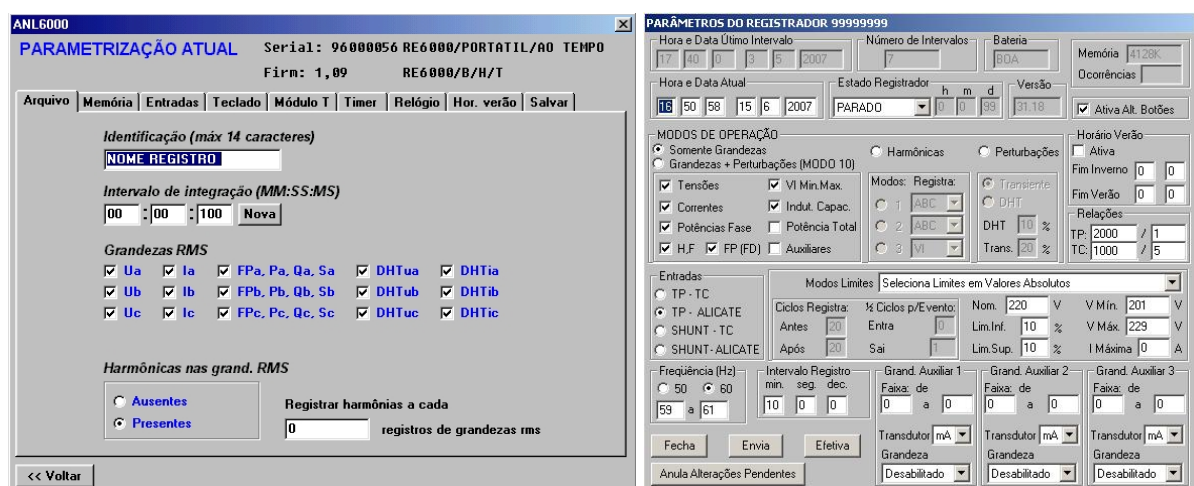 ANL6000
PARAMETRIZAÇÃO ATUAL
Serial: 96000056 RE6000/PORTATIL/AO TEMPO
Firm: 1,09 RE6000/B/H/T
Arquivo Memória Entradas Teclado Módulo T Timer Relógio Hor. verão Salvar
Identificação (máx 14 caracteres)
NOME REGISTRO
Intervalo de integração (MM:SS:MS)
00 : 00 : 100 Nova
Grandezas RMS
Ua Ia FPa, Pa, Qa, Sa DHTua DHTia
Ub Ib FPb, Pb, Qb, Sb DHTub DHTib
Uc Ic FPc, Pc, Qc, Sc DHTuc DHTic
Harmônicas nas grand. RMS
Ausentes
Presentes
Registrar harmônias a cada
0 registros de grandezas rms
<< Voltar
PARÂMETROS DO REGISTRADOR 99999999
Hora e Data Útimo Intervalo Número de Intervalos Bateria
17 40 0 3 5 2007 7 BOA
Memória 4128K
Ocorrências
Hora e Data Atual Estado Registrador h m d Versão
16 50 58 15 6 2007 PARADO 0 0 99 31.18
Ativa Alt. Botões
MODOS DE OPERAÇÃO
Somente Grandezas
Grandezas + Perturbações (MODO 10)
Harmônicas Perturbações
Tensões VI Min.Max.
Correntes Indut. Capac.
Potências Fase Potência Total
H,F FP (FD) Auxiliares
Modos: Registra:
1 ABC
2 ABC
3 VI
Transiente
DHT
DHT 10 %
Trans. 20 %
Horário Verão
Ativa
Fim Inverno 0 0
Fim Verão 0 0
Relações
TP: 2000 / 1
TC: 1000 / 5
Entradas
TP - TC
TP - ALICATE
SHUNT - TC
SHUNT- ALICATE
Modos Limites Seleciona Limites em Valores Absolutos
Ciclos Registra: ½ Ciclos p/Evento:
Antes 20 Entra 0
Após 20 Sai 1
Nom. 220 V V Mín. 201 V
Lim.Inf. 10 % V Máx. 229 V
Lim.Sup. 10 % I Máxima 0 A
Freqüência (Hz)
50 60
59 a 61
Intervalo Registro
min. seg. dec.
10 0 0
Grand. Auxiliar 1 Grand. Auxiliar 2 Grand. Auxiliar 3
Faixa: de Faixa: de Faixa: de
0 a 0 0 a 0 0 a 0
Transdutor mA Transdutor mA Transdutor mA
Grandeza Grandeza Grandeza
Desabilitado Desabilitado Desabilitado
Fecha Envia Efetiva
Anula Alterações Pendentes